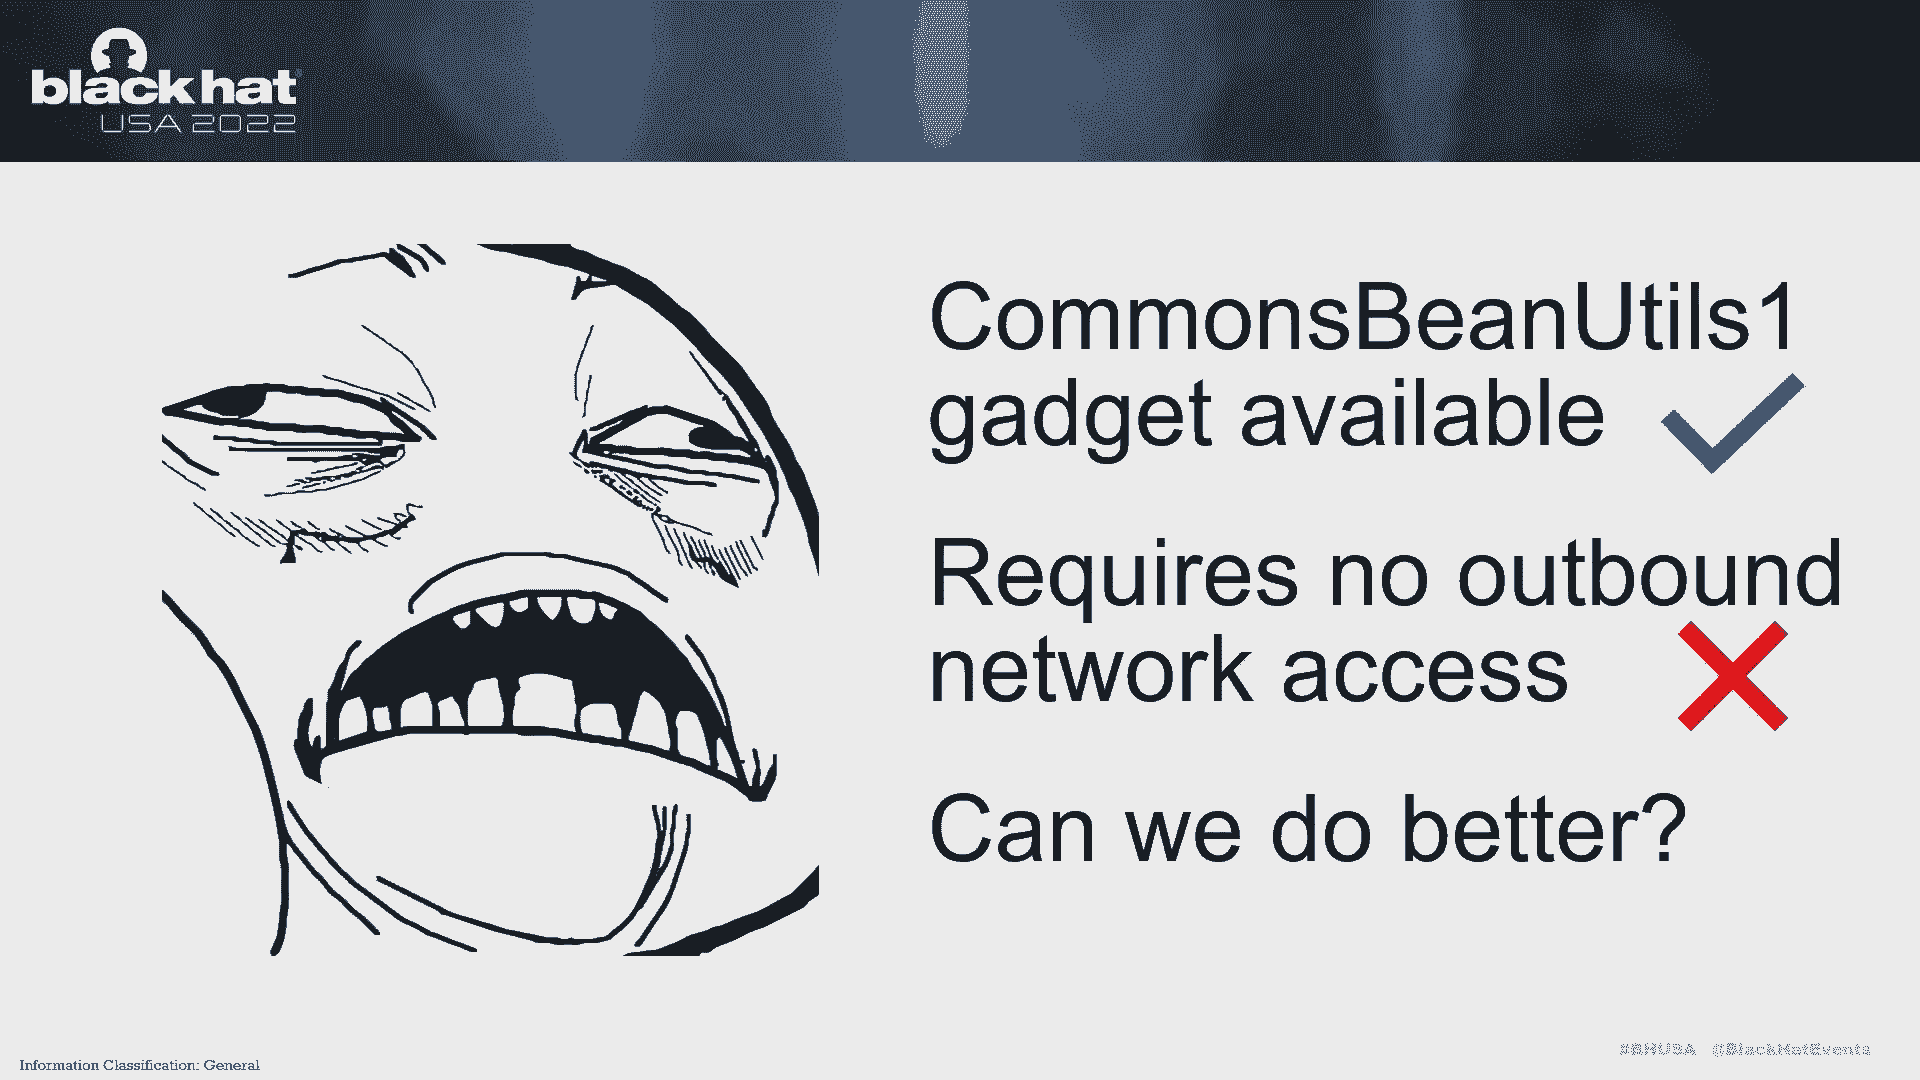 black hat
USA 2022
CommonsBeanUtils1
gadget available
Requires no outbound
network access
Can we do better?
Information Classification: General
#BHUSA @BlackHatEvents